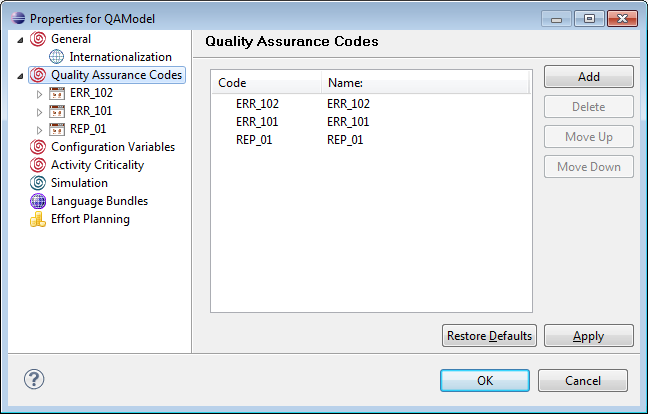 Properties for QAModel
General
Internationalization
Quality Assurance Codes
ERR_102
ERR_101
REP_01
Configuration Variables
Activity Criticality
Simulation
Language Bundles
Effort Planning
Quality Assurance Codes
Code Name:
ERR_102 ERR_102
ERR_101 ERR_101
REP_01 REP_01
Add
Delete
Move Up
Move Down
Restore Defaults Apply
? OK Cancel